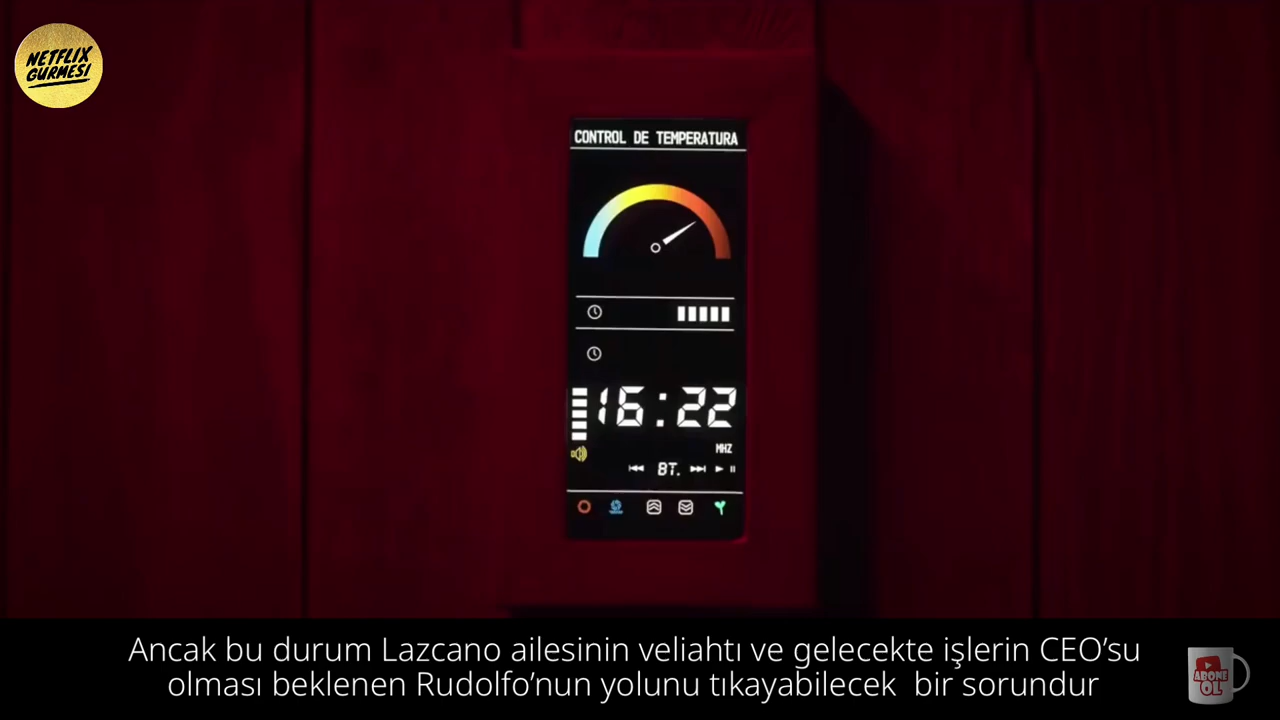 NETFLIX
GURMESI
CONTROL DE TEMPERATURA
16:22
MHZ
BT.
Ancak bu durum Lazcano ailesinin veliahtı ve gelecekte işlerin CEO’su
olması beklenen Rudolfo’nun yolunu tıkayabilecek  bir sorundur
ABONE
OL